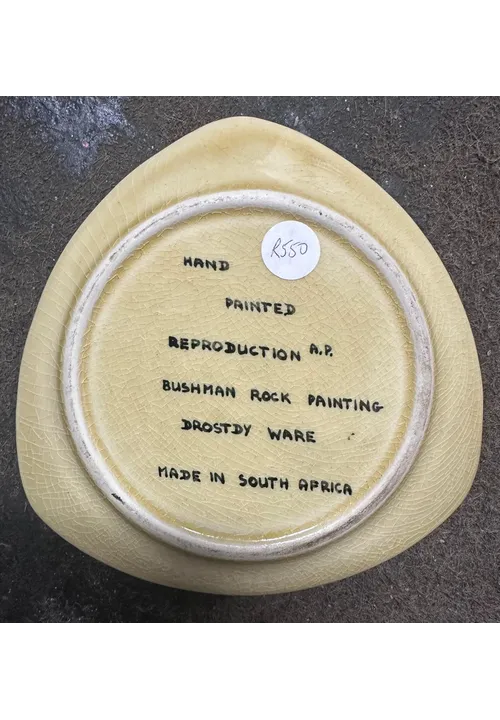 R550
HAND
PAINTED
REPRODUCTION A.P.
BUSHMAN ROCK PAINTING
DROSTDY WARE
MADE IN SOUTH AFRICA